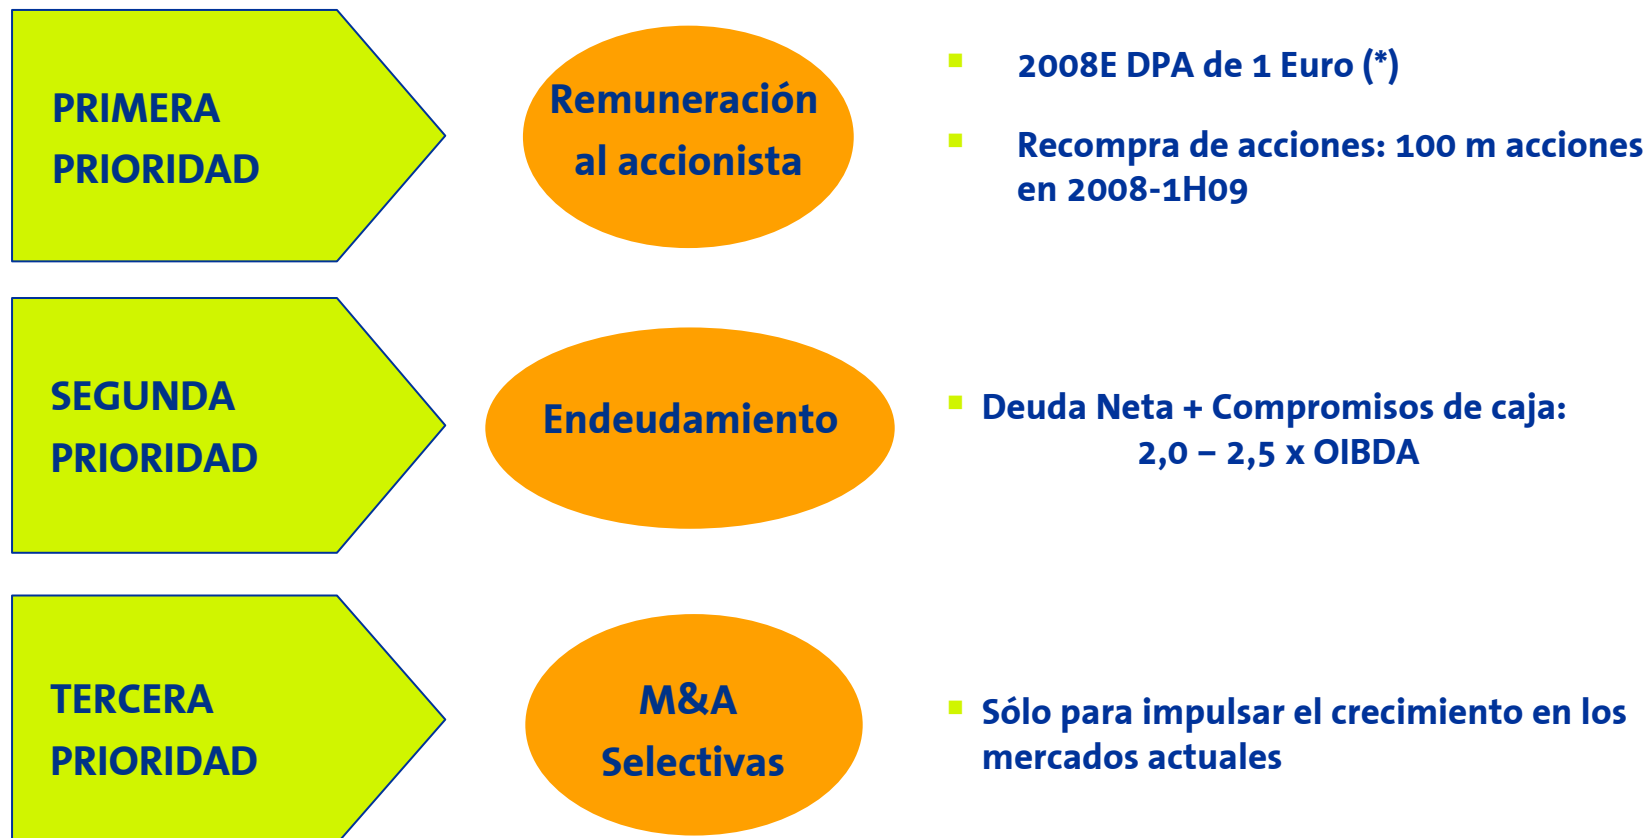 PRIMERA
PRIORIDAD
Remuneración
al accionista
2008E DPA de 1 Euro (*)
Recompra de acciones: 100 m acciones
en 2008-1H09
SEGUNDA
PRIORIDAD
Endeudamiento
Deuda Neta + Compromisos de caja:
2,0 – 2,5 x OIBDA
TERCERA
PRIORIDAD
M&A
Selectivas
Sólo para impulsar el crecimiento en los
mercados actuales